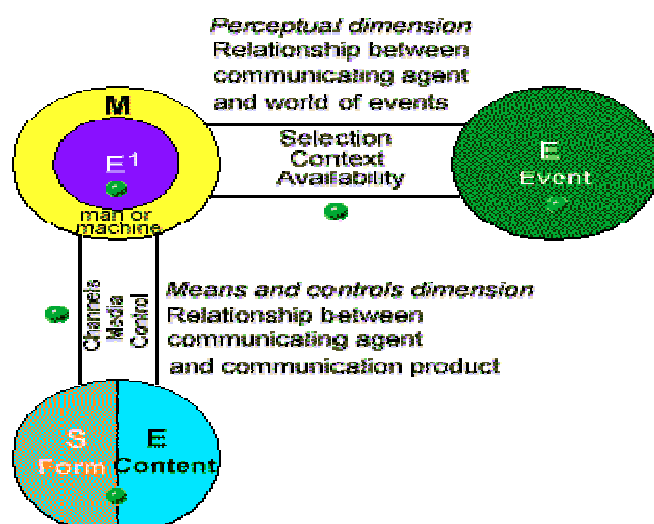 Perceptual dimension
Relationship between
communicating agent
and world of events
M
E1
man or
machine
Selection
Context
Availability
E
Event
Channels
Media
Control
Means and controls dimension
Relationship between
communicating agent
and communication product
S
Form
E
Content